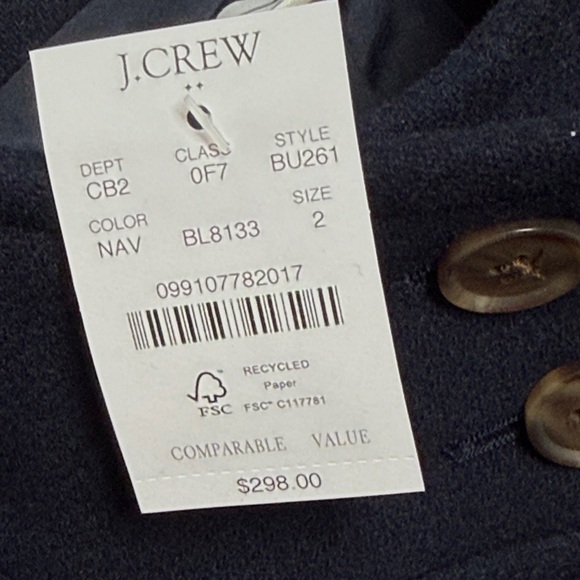 J.CREW
DEPT CLASS STYLE
CB2 0F7 BU261
COLOR SIZE
NAV BL8133 2
099107782017
RECYCLED
Paper
FSC FSC® C117781
COMPARABLE VALUE
$298.00